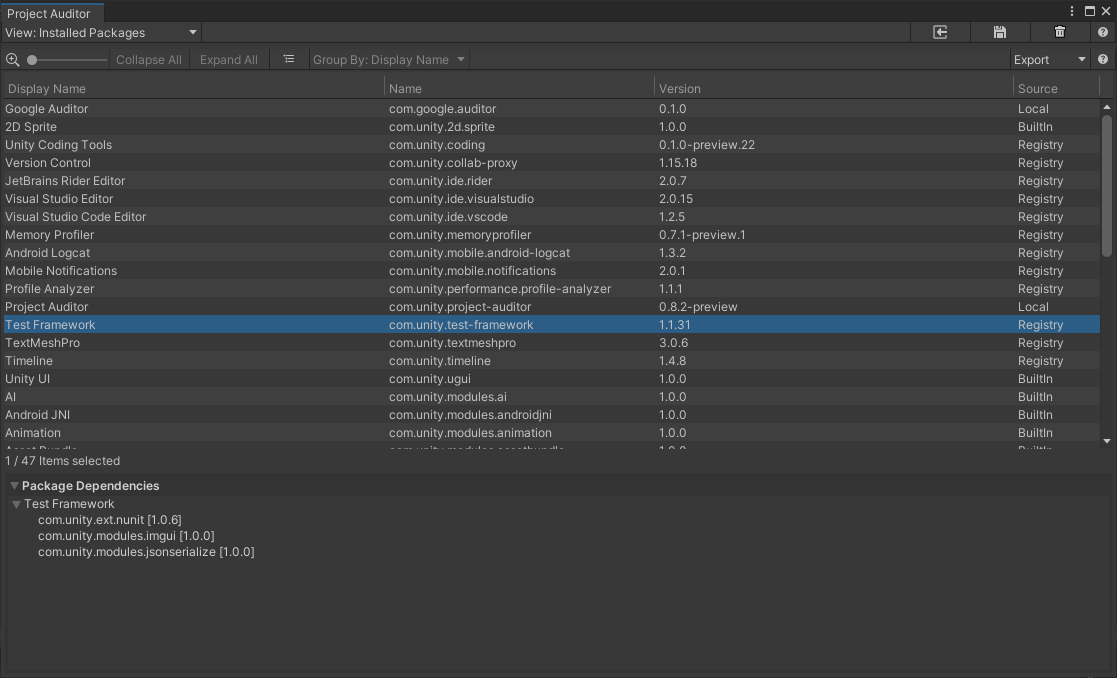 Project Auditor
View: Installed Packages
Collapse All Expand All Group By: Display Name Export
Display Name Name Version Source
Google Auditor com.google.auditor 0.1.0 Local
2D Sprite com.unity.2d.sprite 1.0.0 BuiltIn
Unity Coding Tools com.unity.coding 0.1.0-preview.22 Registry
Version Control com.unity.collab-proxy 1.15.18 Registry
JetBrains Rider Editor com.unity.ide.rider 2.0.7 Registry
Visual Studio Editor com.unity.ide.visualstudio 2.0.15 Registry
Visual Studio Code Editor com.unity.ide.vscode 1.2.5 Registry
Memory Profiler com.unity.memoryprofiler 0.7.1-preview.1 Registry
Android Logcat com.unity.mobile.android-logcat 1.3.2 Registry
Mobile Notifications com.unity.mobile.notifications 2.0.1 Registry
Profile Analyzer com.unity.performance.profile-analyzer 1.1.1 Registry
Project Auditor com.unity.project-auditor 0.8.2-preview Local
Test Framework com.unity.test-framework 1.1.31 Registry
TextMeshPro com.unity.textmeshpro 3.0.6 Registry
Timeline com.unity.timeline 1.4.8 Registry
Unity UI com.unity.ugui 1.0.0 BuiltIn
AI com.unity.modules.ai 1.0.0 BuiltIn
Android JNI com.unity.modules.androidjni 1.0.0 BuiltIn
Animation com.unity.modules.animation 1.0.0 BuiltIn
1 / 47 Items selected
Package Dependencies
Test Framework
com.unity.ext.nunit [1.0.6]
com.unity.modules.imgui [1.0.0]
com.unity.modules.jsonserialize [1.0.0]